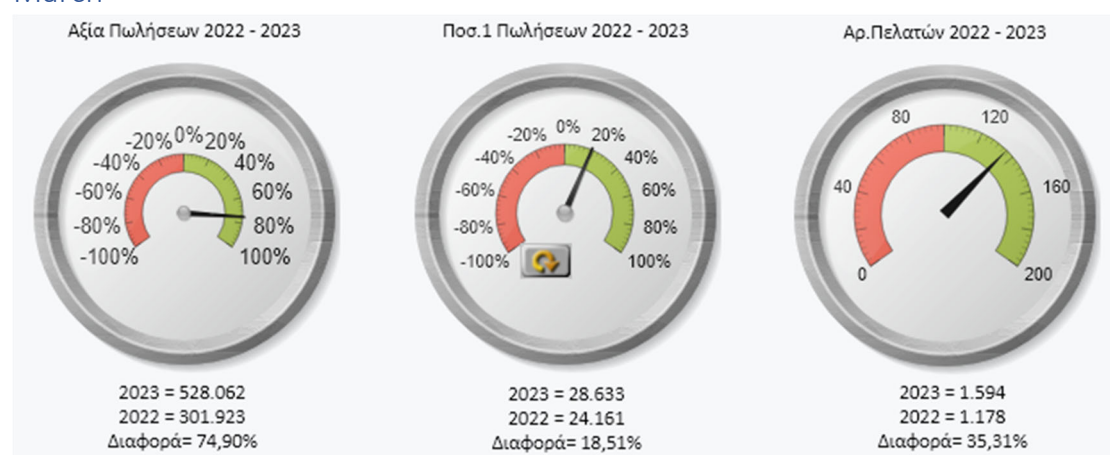 Αξία Πωλήσεων 2022 - 2023
-100%
-80%
-60%
-40%
-20%
0%
20%
40%
60%
80%
100%
2023 = 528.062
2022 = 301.923
Διαφορά= 74,90%
Ποσ.1 Πωλήσεων 2022 - 2023
-100%
-80%
-60%
-40%
-20%
0%
20%
40%
60%
80%
100%
2023 = 28.633
2022 = 24.161
Διαφορά= 18,51%
Αρ.Πελατών 2022 - 2023
0
40
80
120
160
200
2023 = 1.594
2022 = 1.178
Διαφορά= 35,31%